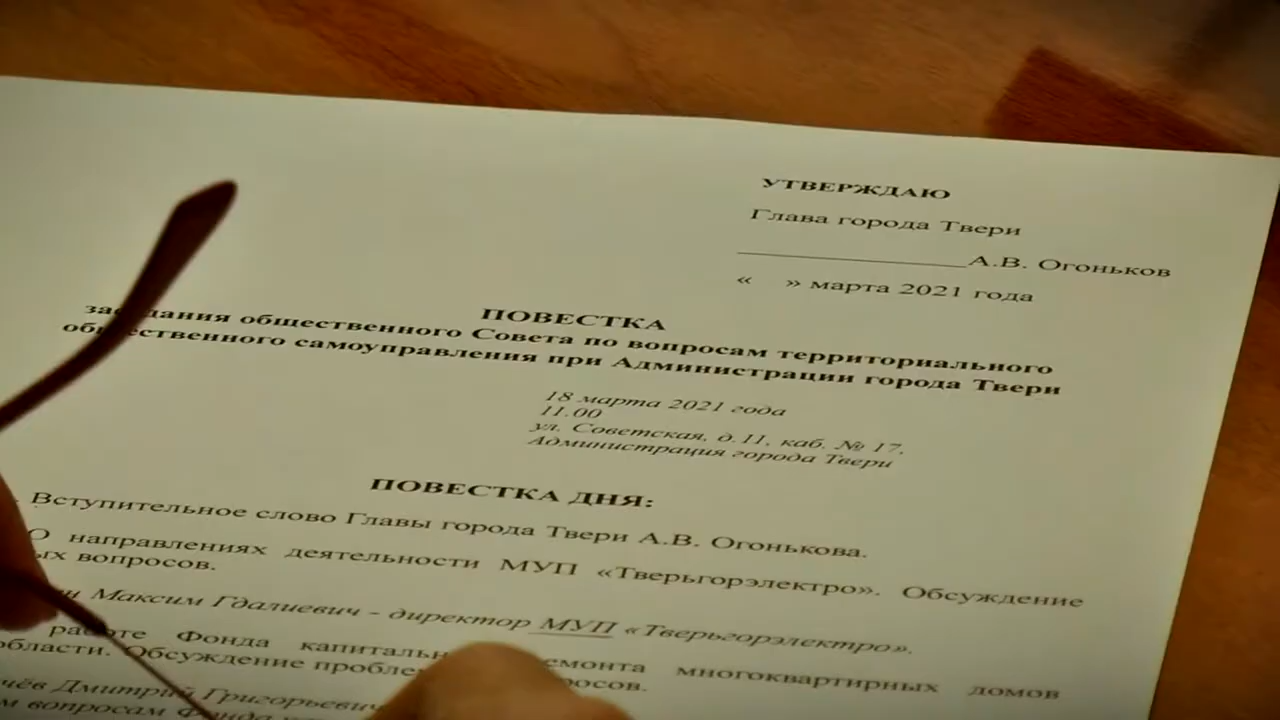 УТВЕРЖДАЮ
Глава города Твери
А.В. Огоньков
« » марта 2021 года
ПОВЕСТКА
заседания общественного Совета по вопросам территориального
общественного самоуправления при Администрации города Твери
18 марта 2021 года
11.00
ул. Советская, д.11, каб. № 17,
Администрация города Твери
ПОВЕСТКА ДНЯ:
Вступительное слово Главы города Твери А.В. Огонькова.
О направлениях деятельности МУП «Тверьгорэлектро». Обсуждение
вопросов.
Максим Гдалиевич - директор МУП «Тверьгорэлектро».
работе Фонда капитального ремонта многоквартирных домов
области. Обсуждение
Дмитрий Григорьевич
вопросам Фонда